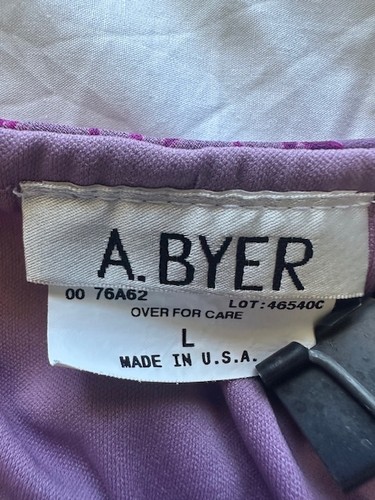 A.BYER
00 76A62 LOT:46540C
OVER FOR CARE
L
MADE IN U.S.A.